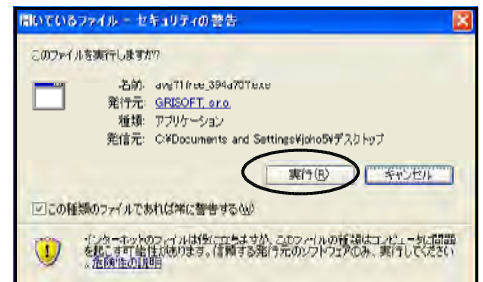 開いているファイル - セキュリティの警告
このファイルを実行しますか?
名前: avg71free_394a707.exe
発行元: GRISOFT, s.r.o.
種類: アプリケーション
発信元: C:¥Documents and Settings¥joho5¥デスクトップ
実行(R)
キャンセル
この種類のファイルであれば常に警告する(W)
インターネットのファイルは役に立ちますが、このファイルの種類はコンピュータに問題
を起こす可能性があります。信頼する発行元のソフトウェアのみ、実行してください
。危険性の説明